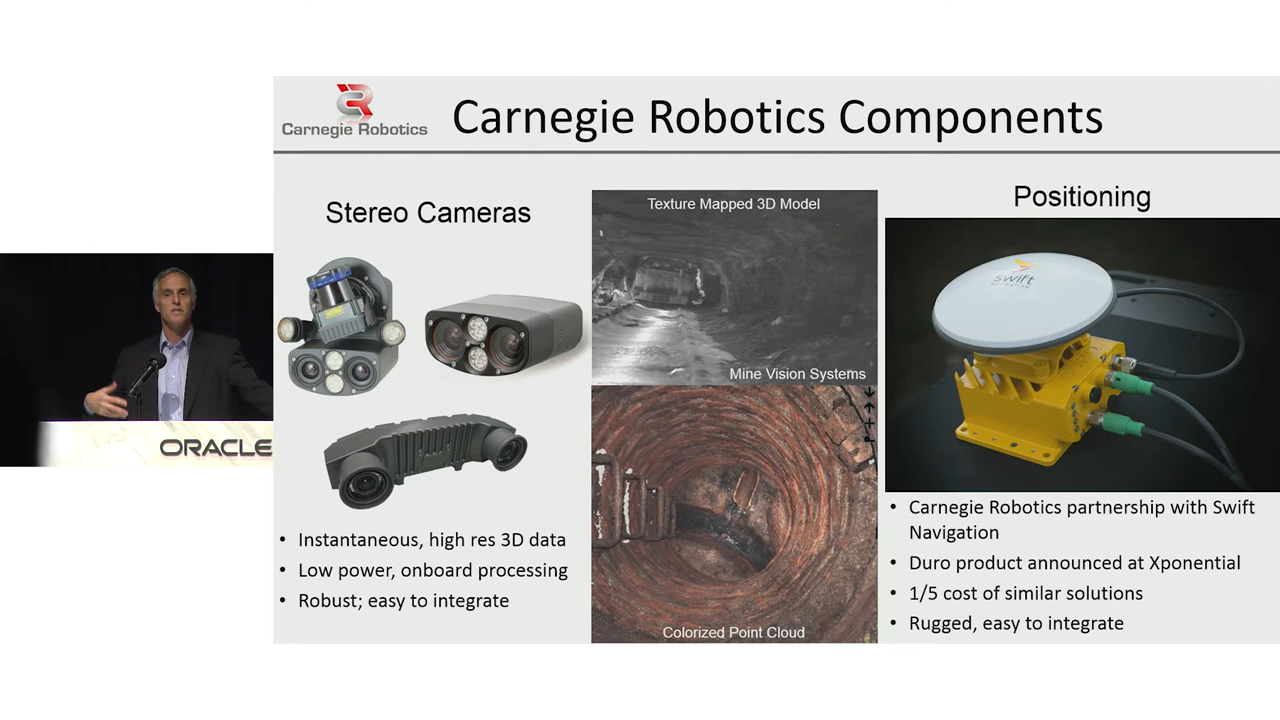 Carnegie Robotics
Carnegie Robotics Components
Stereo Cameras
• Instantaneous, high res 3D data
• Low power, onboard processing
• Robust; easy to integrate
Texture Mapped 3D Model
Mine Vision Systems
Colorized Point Cloud
Positioning
swift
NAVIGATION
• Carnegie Robotics partnership with Swift
Navigation
• Duro product announced at Xponential
• 1/5 cost of similar solutions
• Rugged, easy to integrate
ORACLE